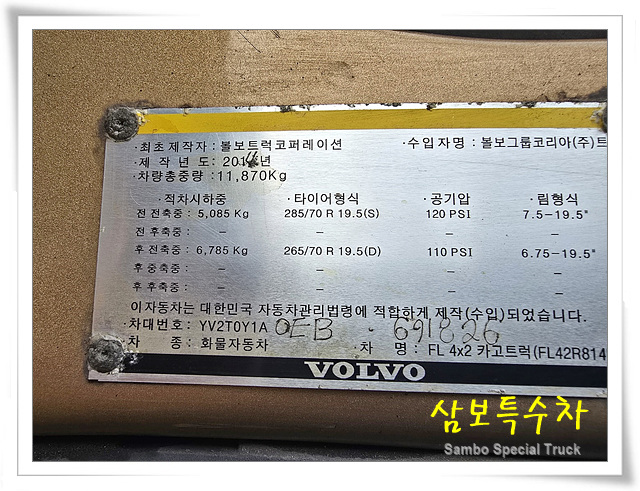 ·최초 제작자 : 볼보트럭코퍼레이션 ·수입자명 : 볼보그룹코리아(주)트
·제 작 년 도: 2014년
·차량총중량 : 11,870Kg
·적차시하중 ·타이어형식 ·공기압 ·림형식
전 전축중 : 5,085 Kg 285/70 R 19.5(S) 120 PSI 7.5-19.5"
전 후축중 : – – – –
후 전축중 : 6,785 Kg 265/70 R 19.5(D) 110 PSI 6.75-19.5"
후 중축중 : – – – –
후 후축중 : – – – –
이자동차는 대한민국 자동차관리법령에 적합하게 제작(수입)되었습니다.
·차대번호 : YV2T0Y1A 0EB · 691826
·차 종 : 화물자동차 차 명 : FL 4x2 카고트럭(FL42R814
VOLVO
삼보특수차
Sambo Special Truck